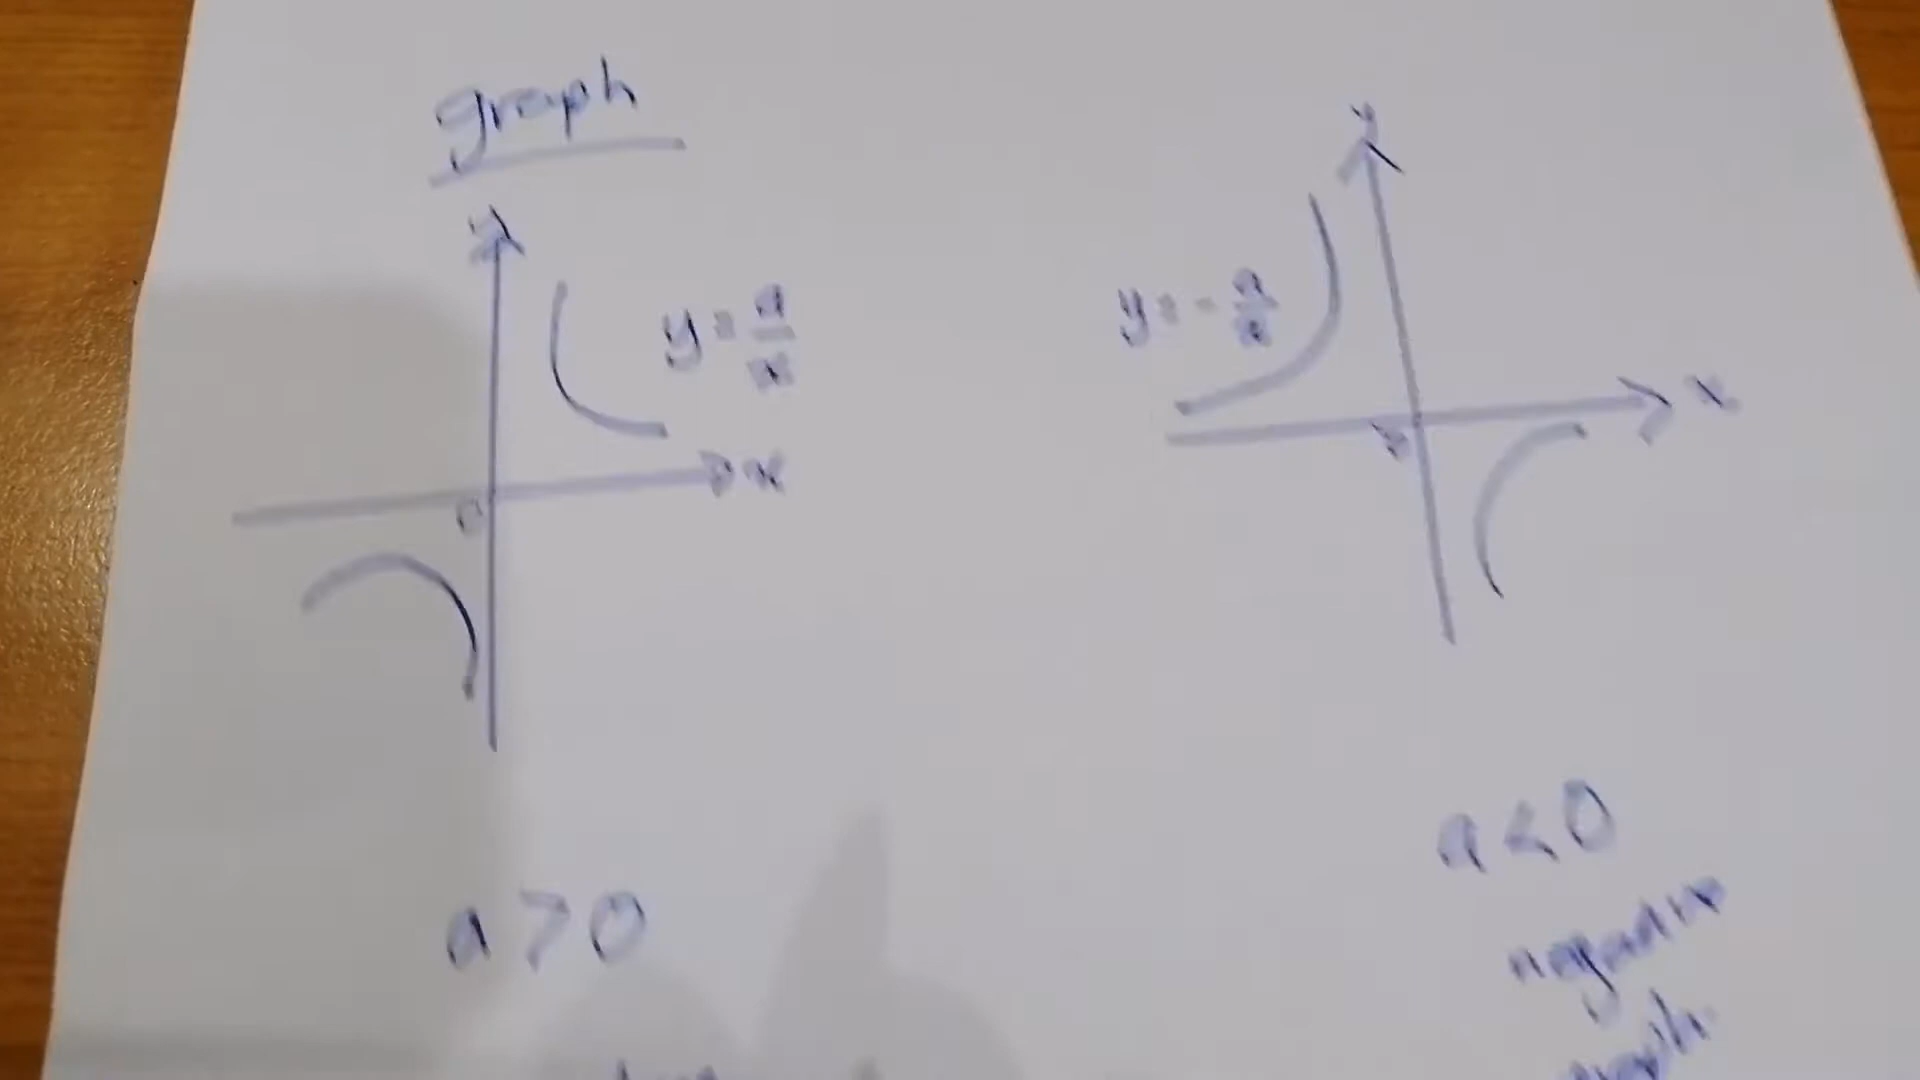 graph
y
y = a/x
x
0
y
y = - a/x
x
0
a > 0
a < 0
negative
graph